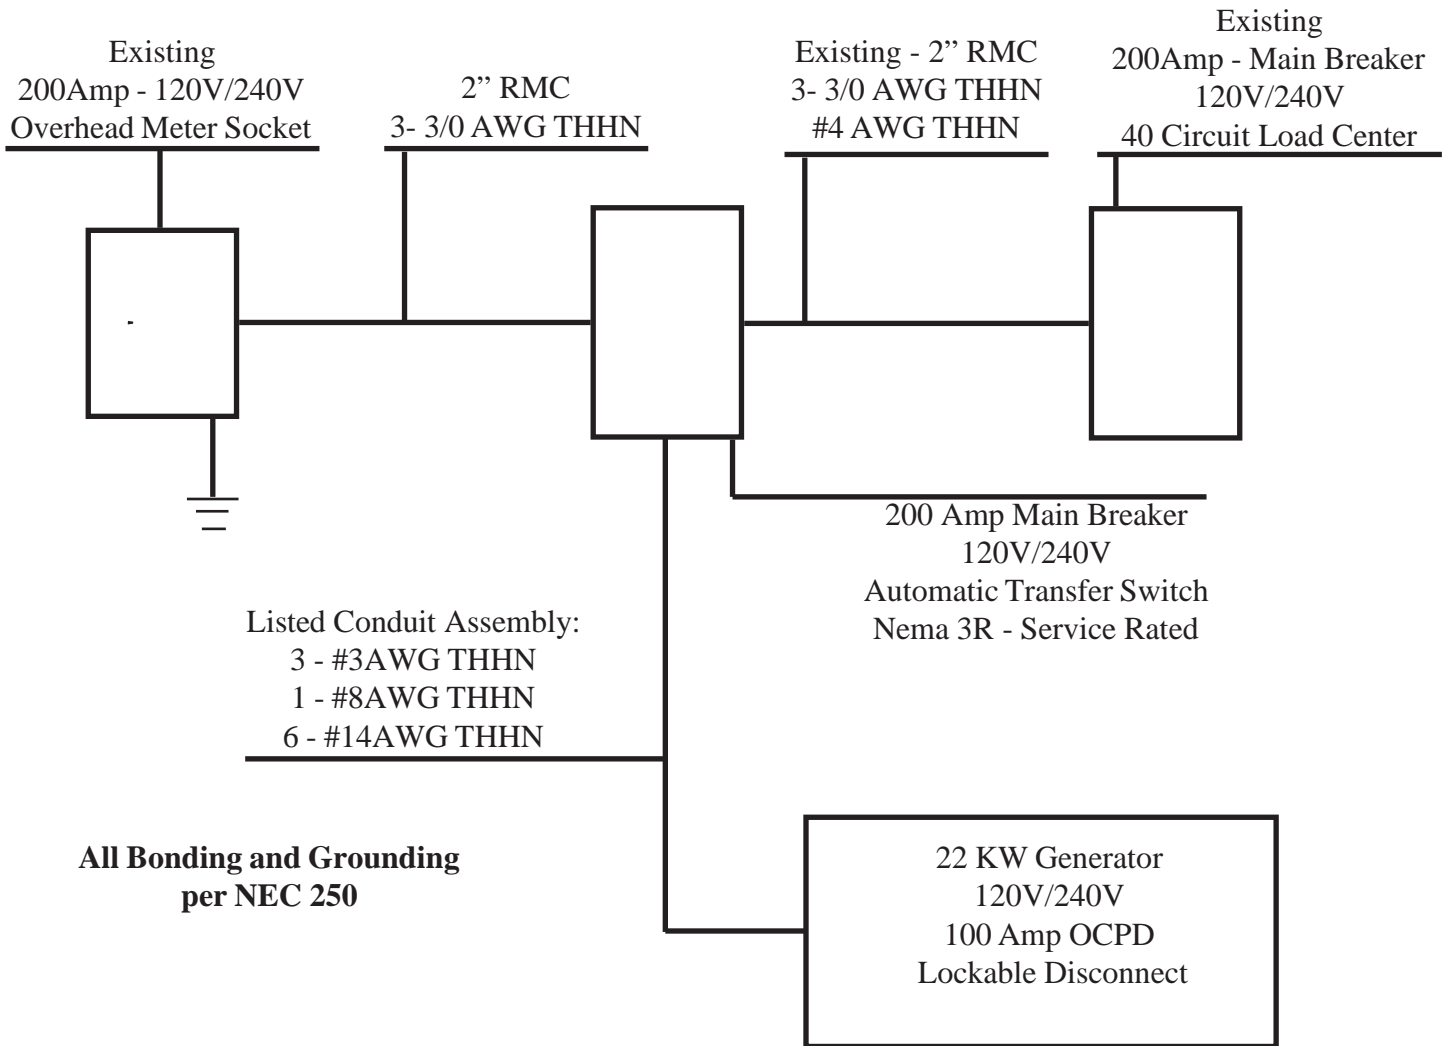 Existing
200Amp - 120V/240V
Overhead Meter Socket
2” RMC
3- 3/0 AWG THHN
Existing - 2” RMC
3- 3/0 AWG THHN
#4 AWG THHN
Existing
200Amp - Main Breaker
120V/240V
40 Circuit Load Center
200 Amp Main Breaker
120V/240V
Automatic Transfer Switch
Nema 3R - Service Rated
Listed Conduit Assembly:
3 - #3AWG THHN
1 - #8AWG THHN
6 - #14AWG THHN
All Bonding and Grounding
per NEC 250
22 KW Generator
120V/240V
100 Amp OCPD
Lockable Disconnect